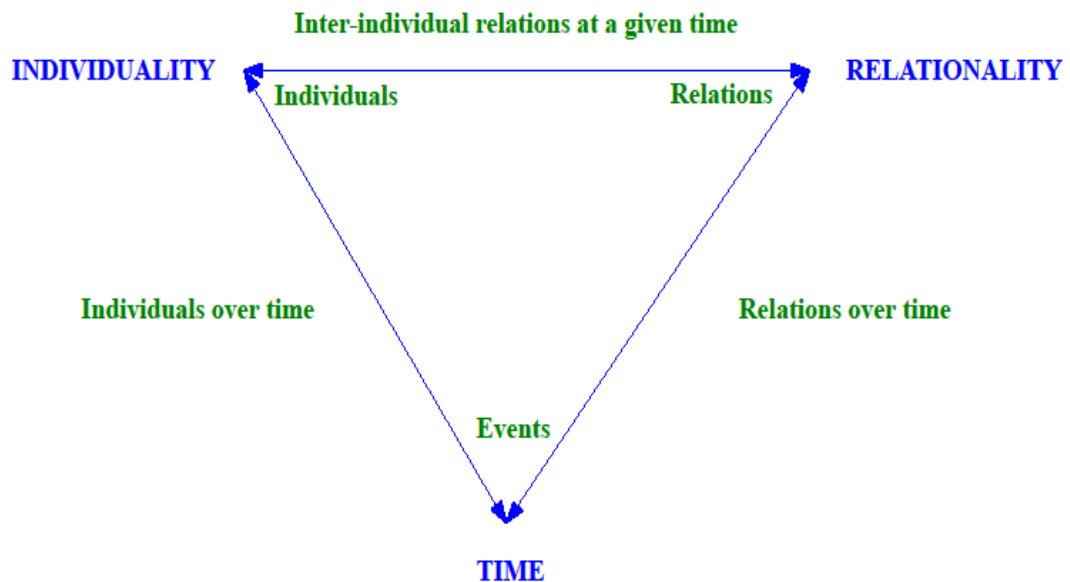 Inter-individual relations at a given time
INDIVIDUALITY
RELATIONALITY
Individuals
Relations
Individuals over time
Relations over time
Events
TIME